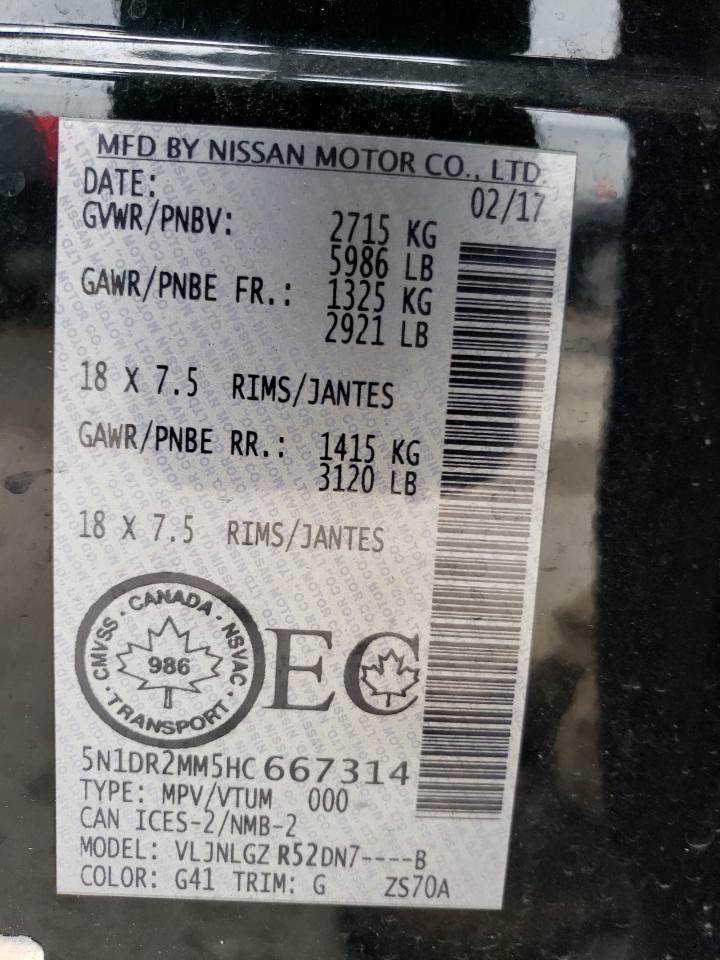 MFD BY NISSAN MOTOR CO., LTD
DATE: 02/17
GVWR/PNBV: 2715 KG
5986 LB
GAWR/PNBE FR.: 1325 KG
2921 LB
18 X 7.5 RIMS/JANTES
GAWR/PNBE RR.: 1415 KG
3120 LB
18 X 7.5 RIMS/JANTES
CMVSS · CANADA · NSVAC · TRANSPORT ·
986
EC
5N1DR2MM5HC667314
TYPE: MPV/VTUM 000
CAN ICES-2/NMB-2
MODEL: VLJNLGZ R52DN7----B
COLOR: G41 TRIM: G ZS70A